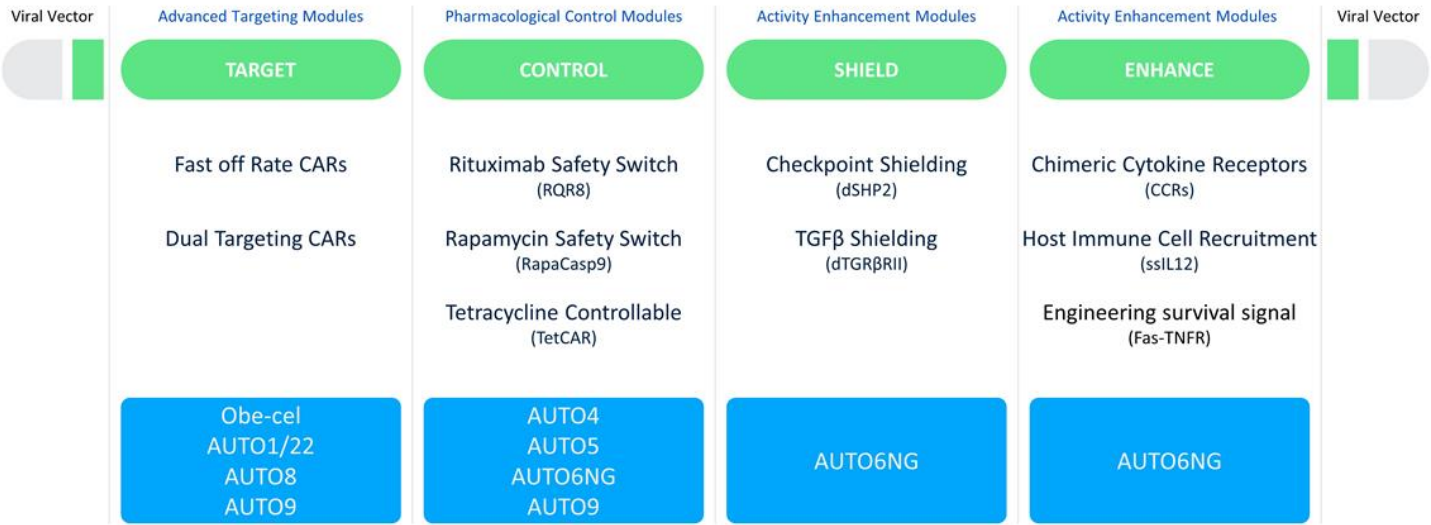 Viral Vector
Advanced Targeting Modules
Pharmacological Control Modules
Activity Enhancement Modules
Activity Enhancement Modules
Viral Vector
TARGET
CONTROL
SHIELD
ENHANCE
Fast off Rate CARs
Dual Targeting CARs
Rituximab Safety Switch
(RQR8)
Rapamycin Safety Switch
(RapaCasp9)
Tetracycline Controllable
(TetCAR)
Checkpoint Shielding
(dSHP2)
TGFβ Shielding
(dTGRβRII)
Chimeric Cytokine Receptors
(CCRs)
Host Immune Cell Recruitment
(ssIL12)
Engineering survival signal
(Fas-TNFR)
Obe-cel
AUTO1/22
AUTO8
AUTO9
AUTO4
AUTO5
AUTO6NG
AUTO9
AUTO6NG
AUTO6NG